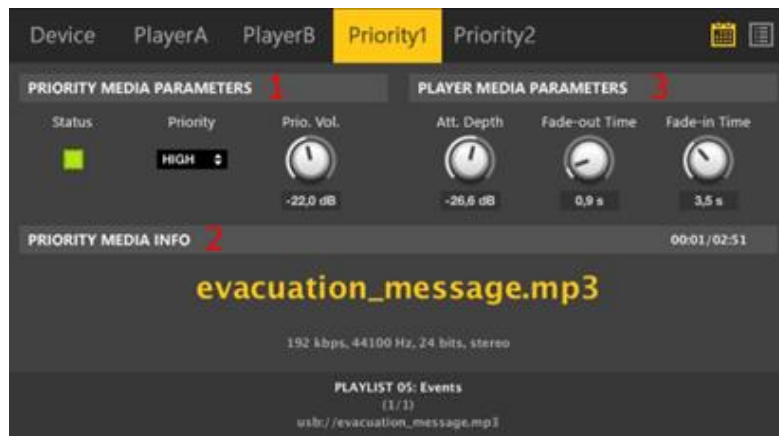 Device PlayerA PlayerB Priority1 Priority2
PRIORITY MEDIA PARAMETERS 1
Status Priority Prio. Vol.
HIGH
-22,0 dB
PLAYER MEDIA PARAMETERS 3
Att. Depth Fade-out Time Fade-in Time
-26,6 dB 0,9 s 3,5 s
PRIORITY MEDIA INFO 2 00:01/02:51
evacuation_message.mp3
192 kbps, 44100 Hz, 24 bits, stereo
PLAYLIST 05: Events
(1/1)
usb://evacuation_message.mp3